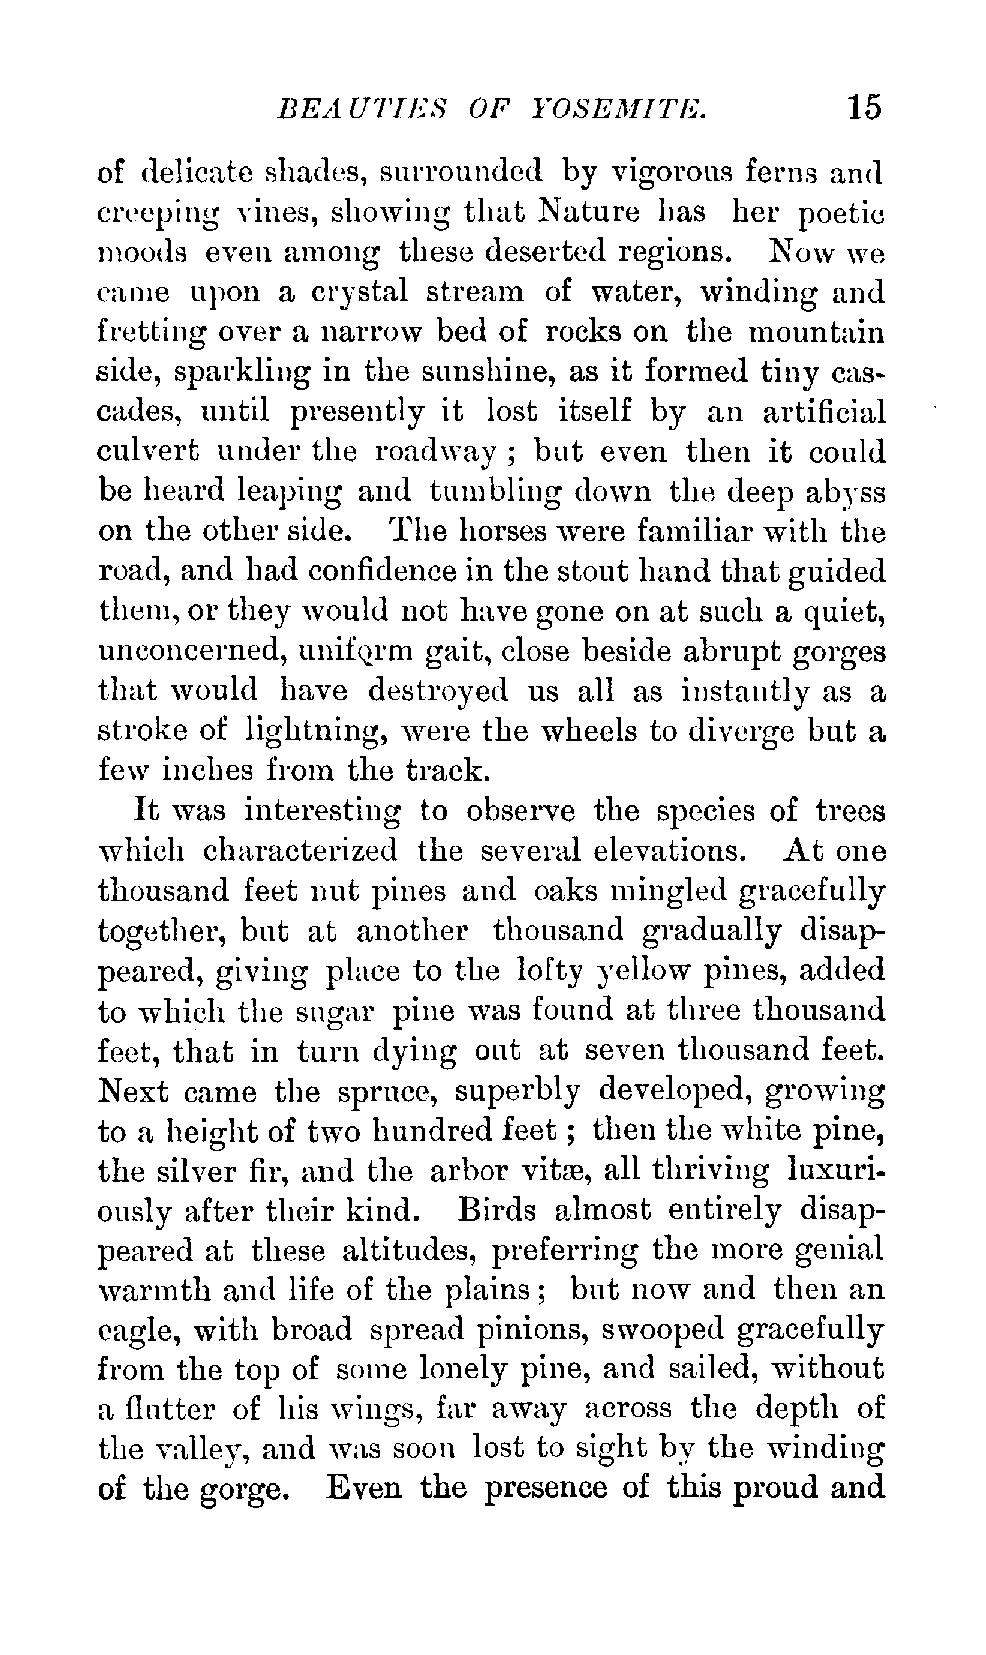 BEAUTIES OF YOSEMITE. 15
of delicate shades, surrounded by vigorous ferns and
creeping vines, showing that Nature has her poetic
moods even among these deserted regions. Now we
came upon a crystal stream of water, winding and
fretting over a narrow bed of rocks on the mountain
side, sparkling in the sunshine, as it formed tiny cas-
cades, until presently it lost itself by an artificial
culvert under the roadway ; but even then it could
be heard leaping and tumbling down the deep abyss
on the other side. The horses were familiar with the
road, and had confidence in the stout hand that guided
them, or they would not have gone on at such a quiet,
unconcerned, uniform gait, close beside abrupt gorges
that would have destroyed us all as instantly as a
stroke of lightning, were the wheels to diverge but a
few inches from the track.
It was interesting to observe the species of trees
which characterized the several elevations. At one
thousand feet nut pines and oaks mingled gracefully
together, but at another thousand gradually disap-
peared, giving place to the lofty yellow pines, added
to which the sugar pine was found at three thousand
feet, that in turn dying out at seven thousand feet.
Next came the spruce, superbly developed, growing
to a height of two hundred feet ; then the white pine,
the silver fir, and the arbor vitæ, all thriving luxuri-
ously after their kind. Birds almost entirely disap-
peared at these altitudes, preferring the more genial
warmth and life of the plains ; but now and then an
eagle, with broad spread pinions, swooped gracefully
from the top of some lonely pine, and sailed, without
a flutter of his wings, far away across the depth of
the valley, and was soon lost to sight by the winding
of the gorge. Even the presence of this proud and